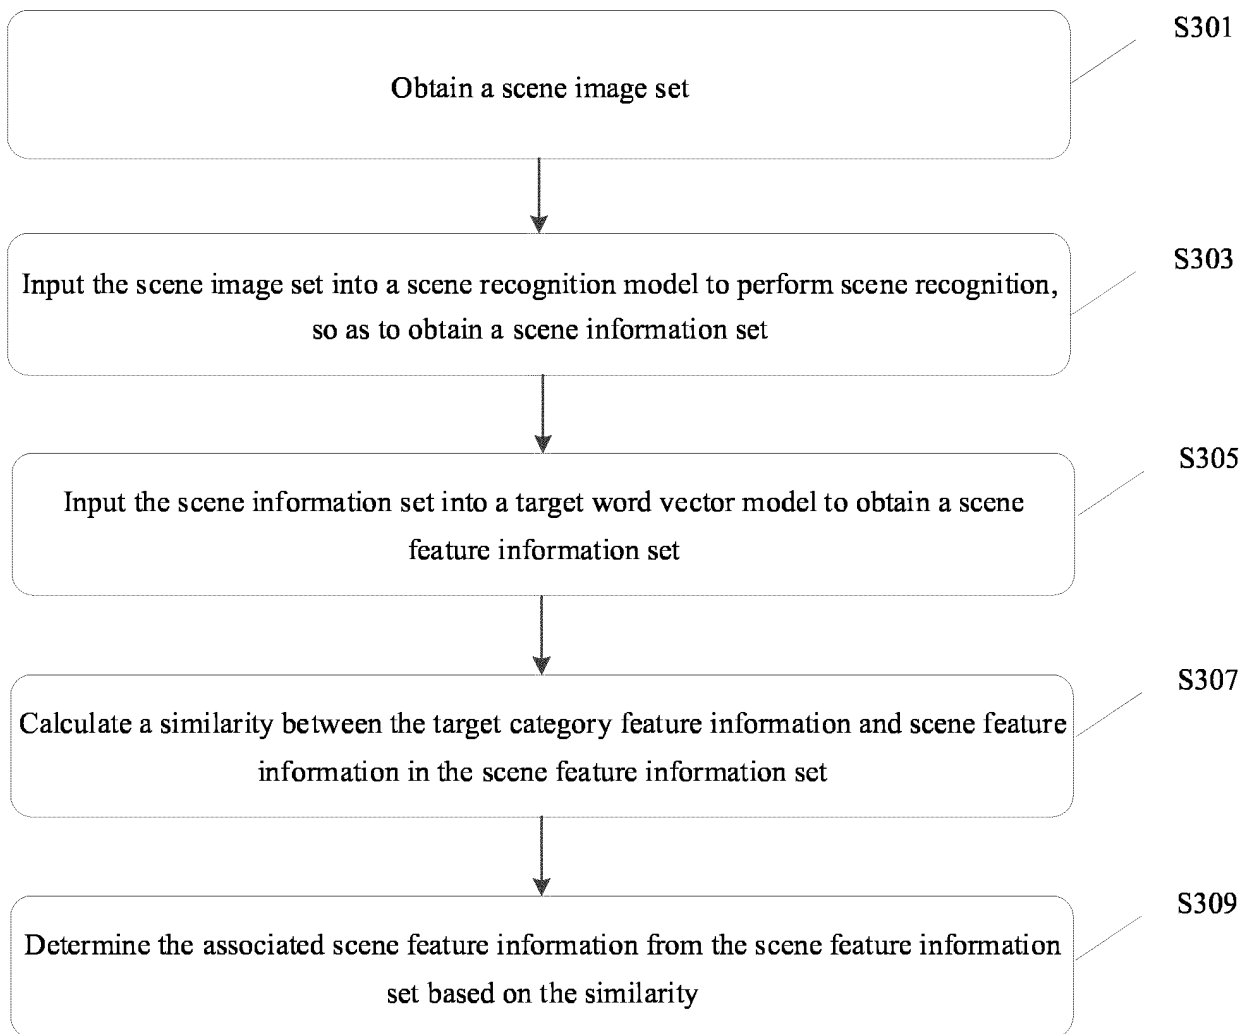 S301
Obtain a scene image set
S303
Input the scene image set into a scene recognition model to perform scene recognition,
so as to obtain a scene information set
S305
Input the scene information set into a target word vector model to obtain a scene
feature information set
S307
Calculate a similarity between the target category feature information and scene feature
information in the scene feature information set
S309
Determine the associated scene feature information from the scene feature information
set based on the similarity